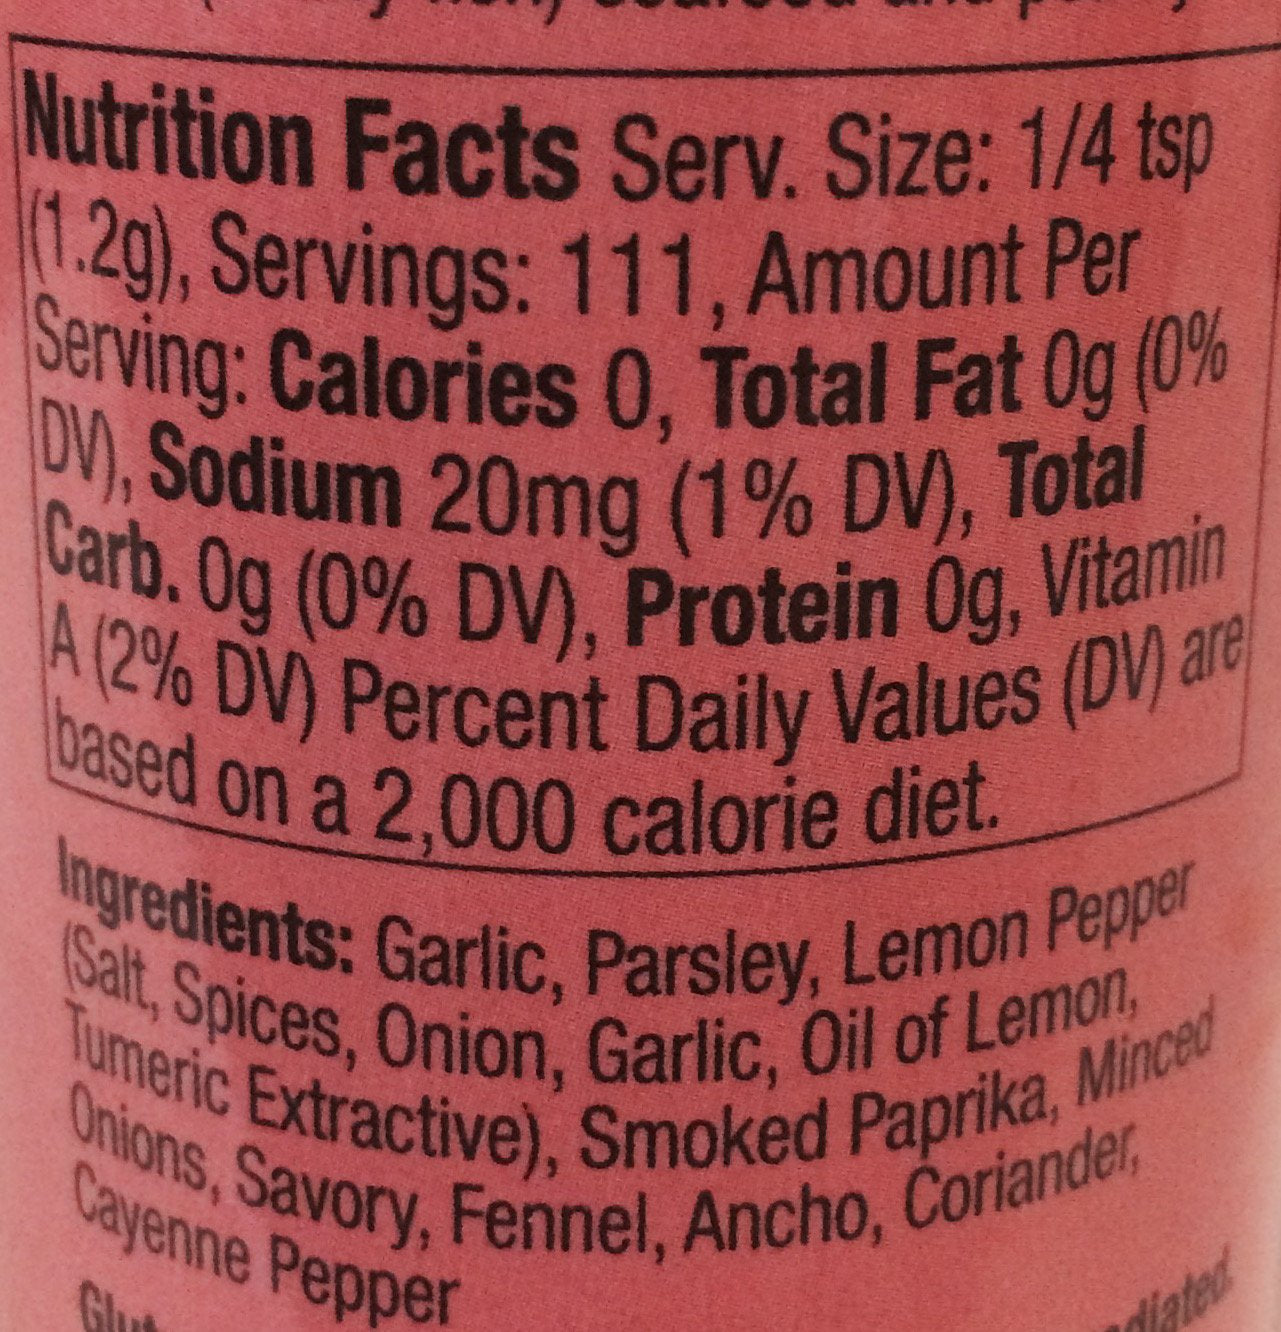 Nutrition Facts Serv. Size: 1/4 tsp
(1.2g), Servings: 111, Amount Per
Serving: Calories 0, Total Fat 0g (0%
DV), Sodium 20mg (1% DV), Total
Carb. 0g (0% DV), Protein 0g, Vitamin
A (2% DV) Percent Daily Values (DV) are
based on a 2,000 calorie diet.
Ingredients: Garlic, Parsley, Lemon Pepper
(Salt, Spices, Onion, Garlic, Oil of Lemon,
Tumeric Extractive), Smoked Paprika, Minced
Onions, Savory, Fennel, Ancho, Coriander,
Cayenne Pepper